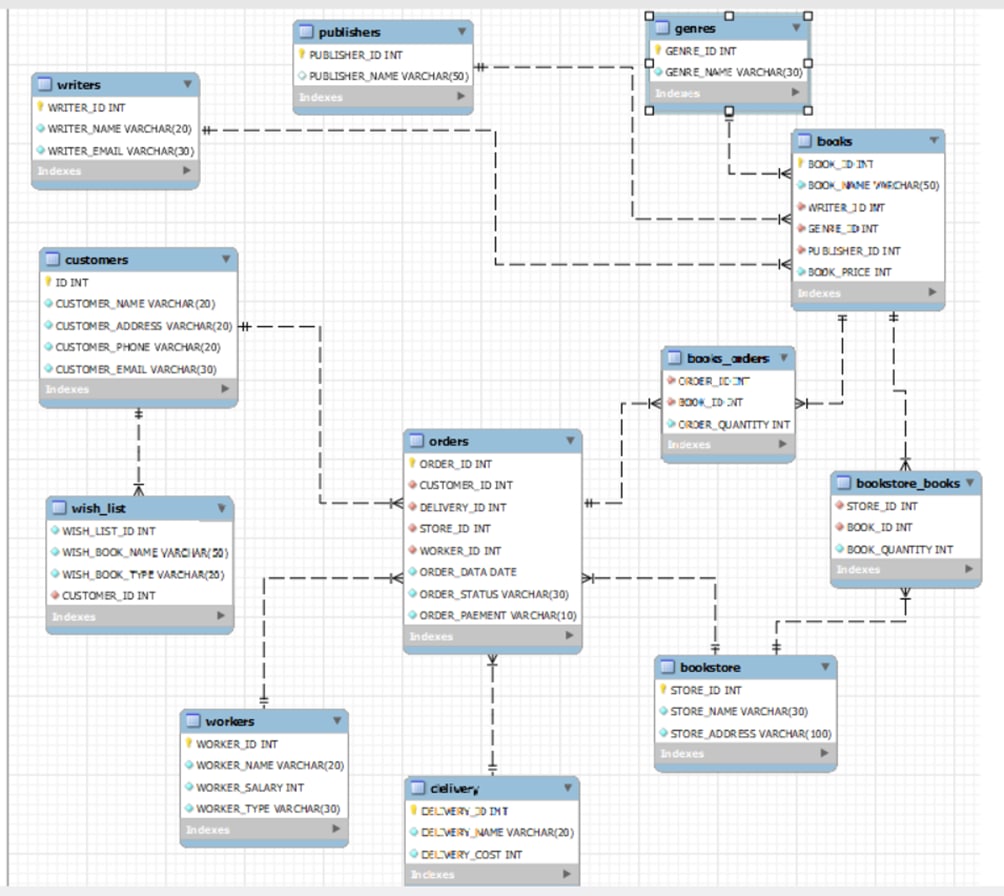 publishers
PUBLISHER_ID INT
PUBLISHER_NAME VARCHAR(50)
Indexes
genres
GENRE_ID INT
GENRE_NAME VARCHAR(30)
Indexes
writers
WRITER_ID INT
WRITER_NAME VARCHAR(20)
WRITER_EMAIL VARCHAR(30)
Indexes
books
BOOK_ID INT
BOOK_NAME VARCHAR(50)
WRITER_ID INT
GENRE_ID INT
PUBLISHER_ID INT
BOOK_PRICE INT
Indexes
customers
ID INT
CUSTOMER_NAME VARCHAR(20)
CUSTOMER_ADDRESS VARCHAR(20)
CUSTOMER_PHONE VARCHAR(20)
CUSTOMER_EMAIL VARCHAR(30)
Indexes
books_orders
ORDER_ID INT
BOOK_ID INT
ORDER_QUANTITY INT
Indexes
orders
ORDER_ID INT
CUSTOMER_ID INT
DELIVERY_ID INT
STORE_ID INT
WORKER_ID INT
ORDER_DATA DATE
ORDER_STATUS VARCHAR(30)
ORDER_PAEMENT VARCHAR(10)
Indexes
bookstore_books
STORE_ID INT
BOOK_ID INT
BOOK_QUANTITY INT
Indexes
wish_list
WISH_LIST_ID INT
WISH_BOOK_NAME VARCHAR(50)
WISH_BOOK_TYPE VARCHAR(20)
CUSTOMER_ID INT
Indexes
bookstore
STORE_ID INT
STORE_NAME VARCHAR(30)
STORE_ADDRESS VARCHAR(100)
Indexes
workers
WORKER_ID INT
WORKER_NAME VARCHAR(20)
WORKER_SALARY INT
WORKER_TYPE VARCHAR(30)
Indexes
delivery
DELIVERY_ID INT
DELIVERY_NAME VARCHAR(20)
DELIVERY_COST INT
Indexes